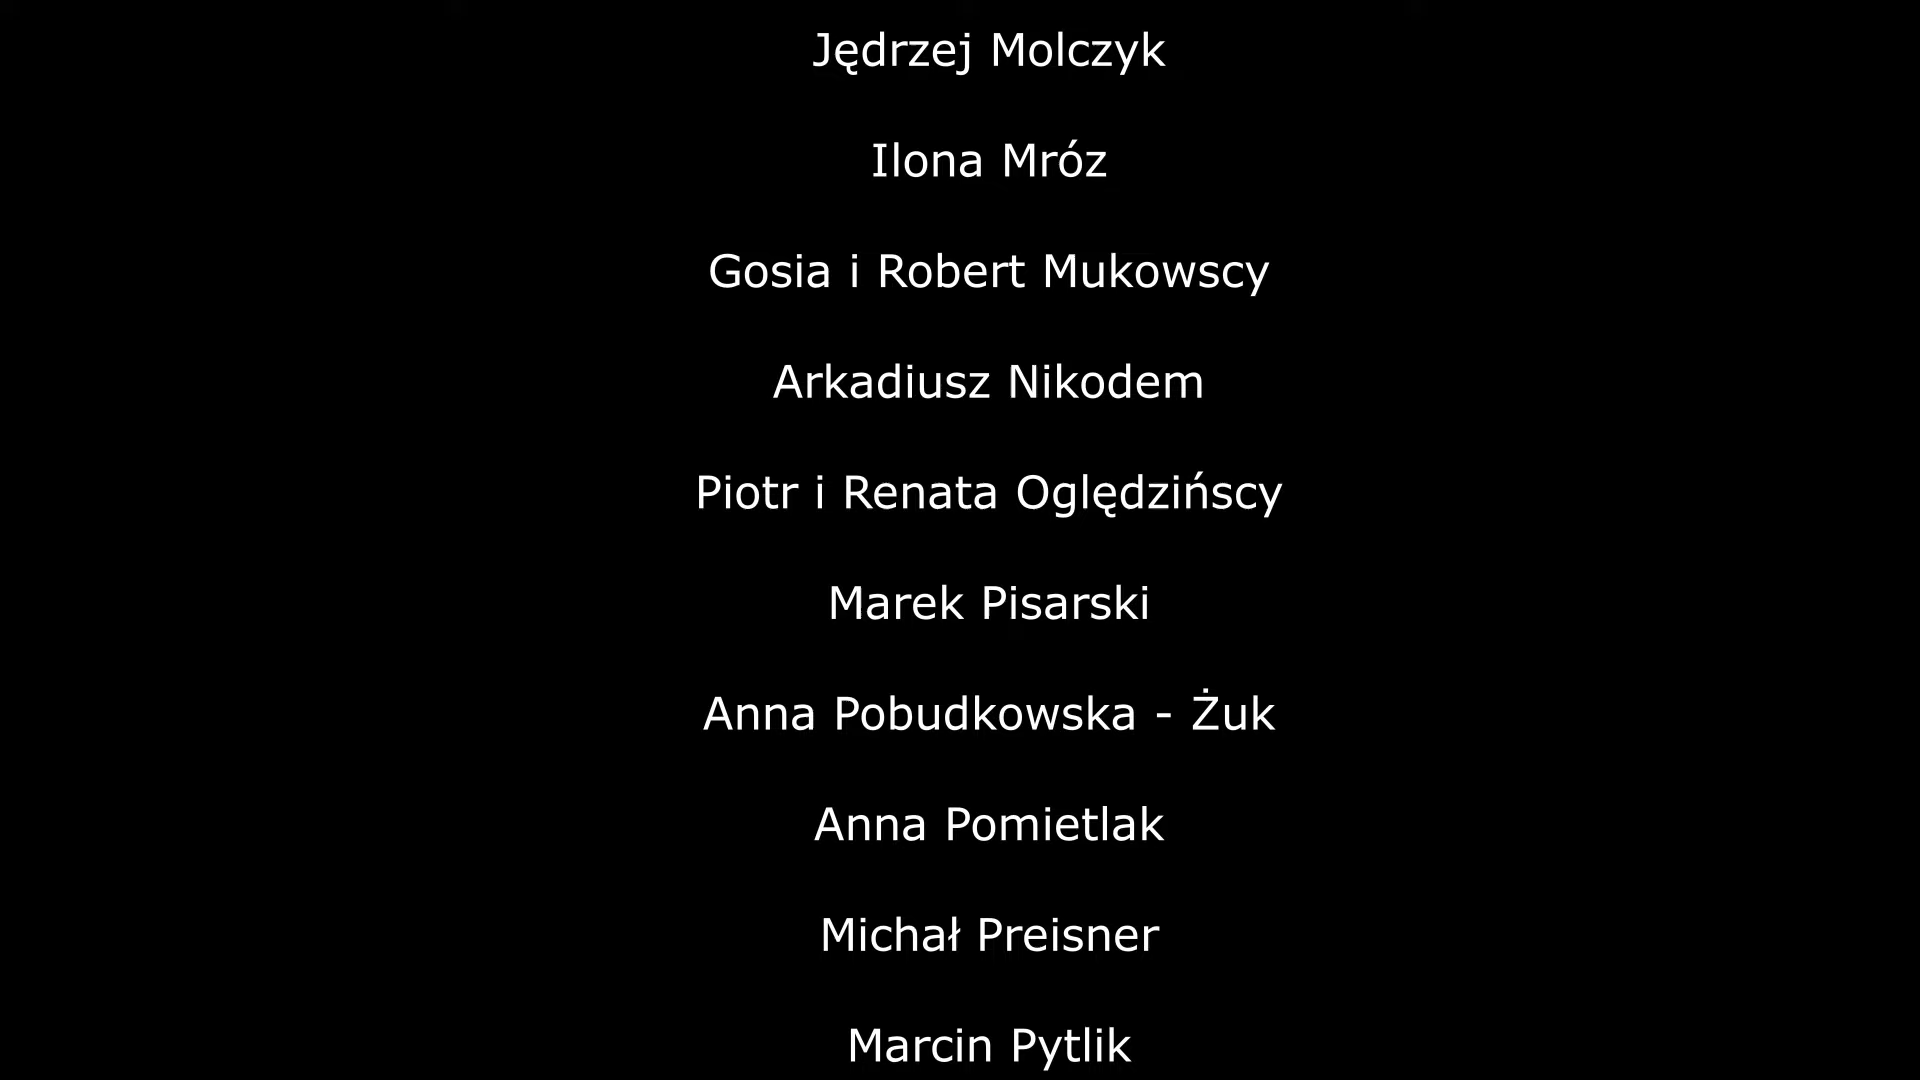 Jędrzej Molczyk
Ilona Mróz
Gosia i Robert Mukowscy
Arkadiusz Nikodem
Piotr i Renata Oględzińscy
Marek Pisarski
Anna Pobudkowska - Żuk
Anna Pomietlak
Michał Preisner
Marcin Pytlik